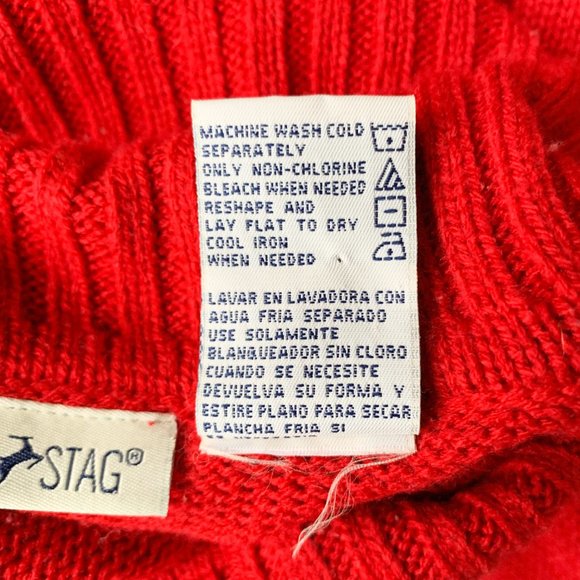 MACHINE WASH COLD
SEPARATELY
ONLY NON-CHLORINE
BLEACH WHEN NEEDED
RESHAPE AND
LAY FLAT TO DRY
COOL IRON
WHEN NEEDED
LAVAR EN LAVADORA CON
AGUA FRIA SEPARADO
USE SOLAMENTE
BLANQUEADOR SIN CLORO
CUANDO SE NECESITE
DEVUELVA SU FORMA Y
ESTIRE PLANO PARA SECAR
PLANCHA FRIA SI
STAG®